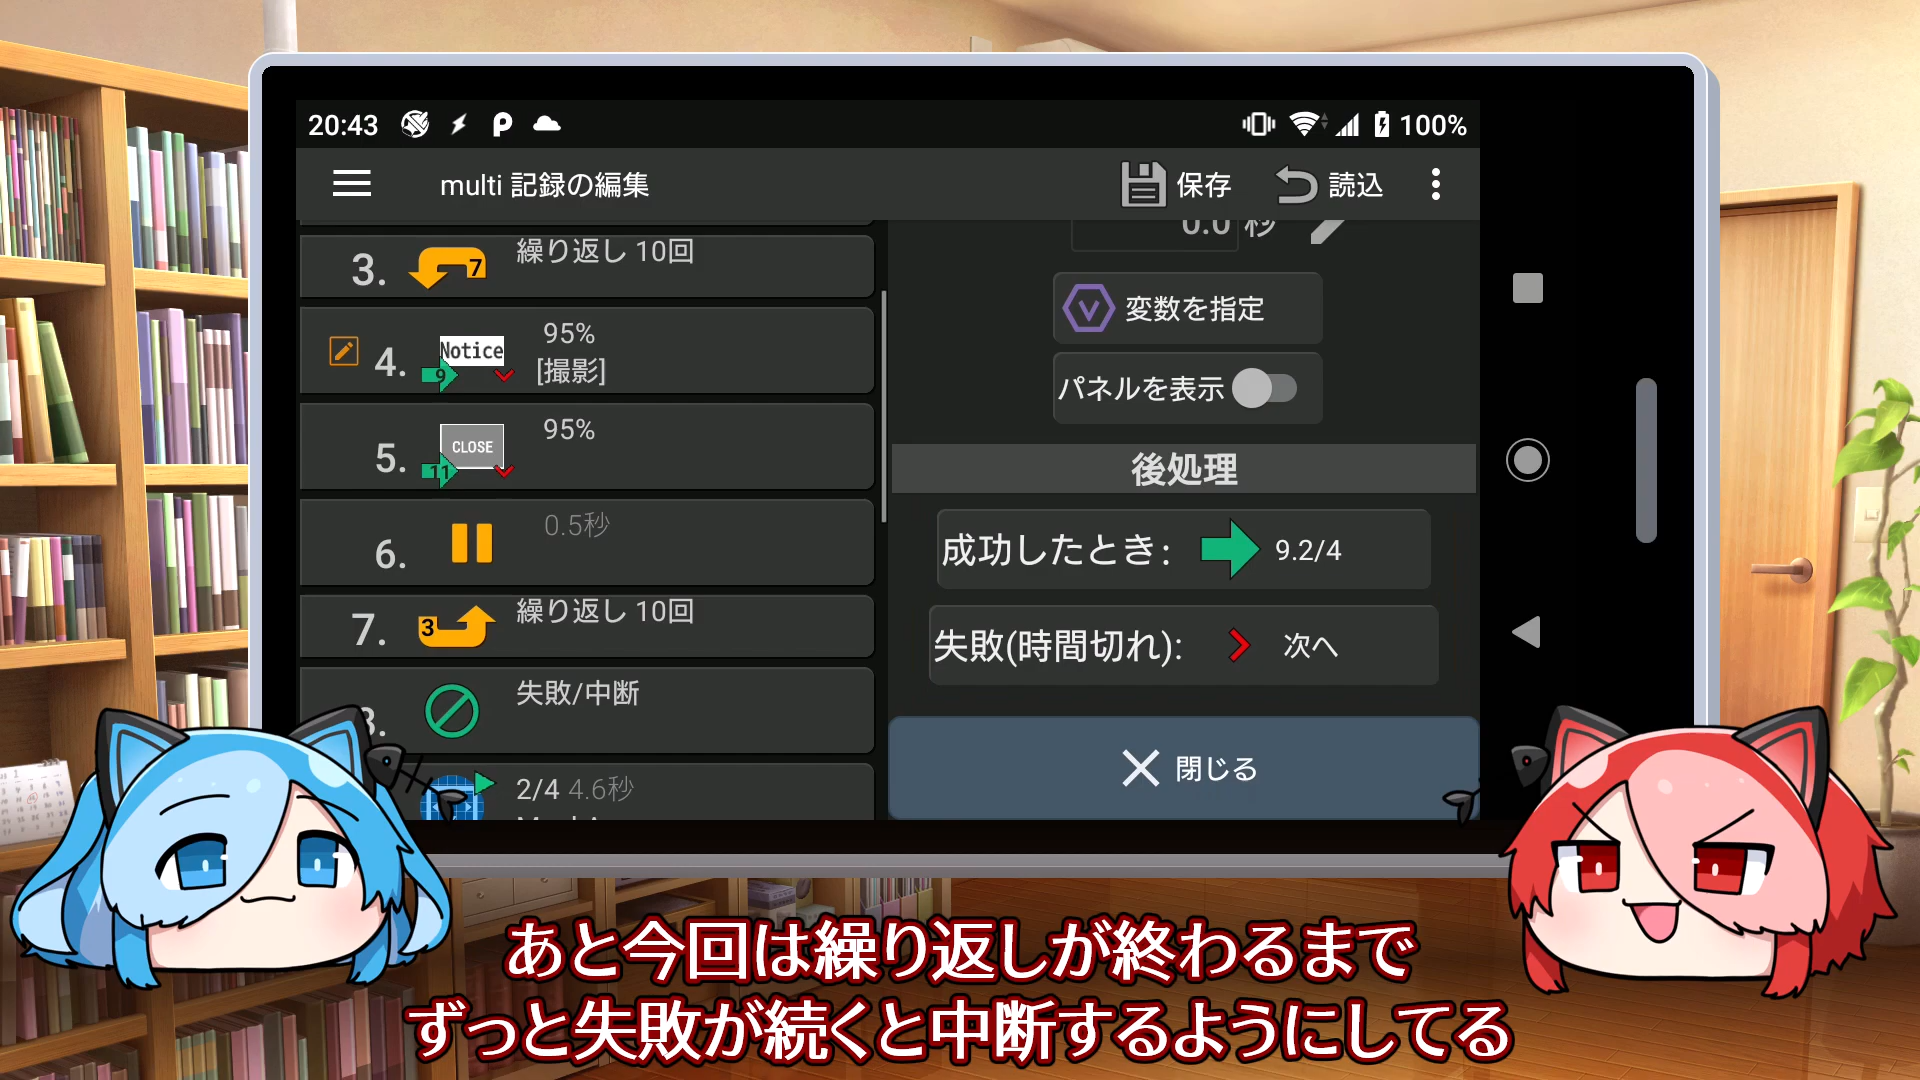 20:43
100%
multi 記録の編集
保存
読込
3.
7
繰り返し 10回
4.
Notice
9
95%
[撮影]
5.
CLOSE
11
95%
6.
0.5秒
7.
3
繰り返し 10回
8.
失敗/中断
2/4 4.6秒
0.0 秒
変数を指定
パネルを表示
後処理
成功したとき:
9.2/4
失敗(時間切れ):
次へ
閉じる
あと今回は繰り返しが終わるまで
ずっと失敗が続くと中断するようにしてる